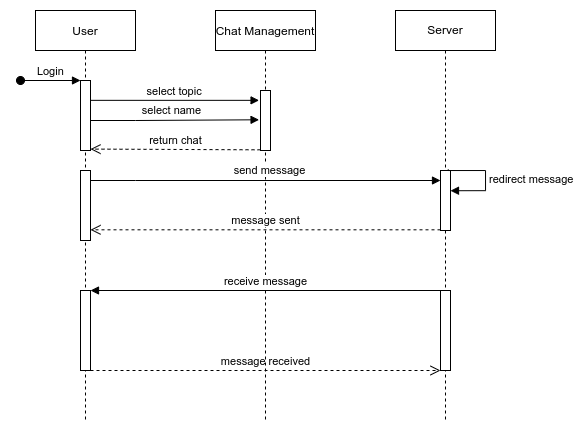 User
Chat Management
Server
Login
select topic
select name
return chat
send message
redirect message
message sent
receive message
message received